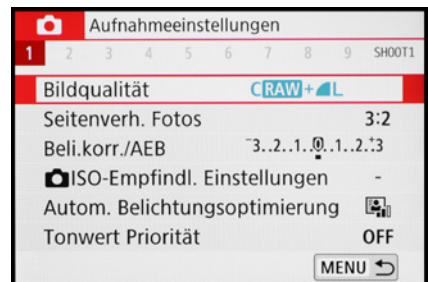 Aufnahmeeinstellungen
1 2 3 4 5 6 7 8 9 SHOOT1
Bildqualität CRAW+L
Seitenverh. Fotos 3:2
Beli.korr./AEB -3..2..1..0..1..2..+3
ISO-Empfindl. Einstellungen -
Autom. Belichtungsoptimierung
Tonwert Priorität OFF
MENU